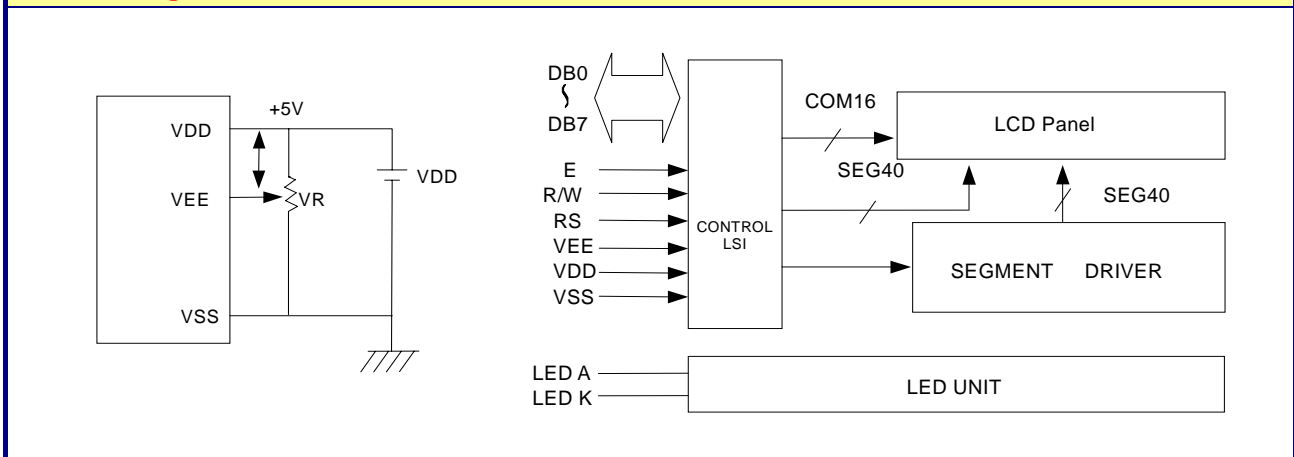 +5V
VDD
VEE
VR
VDD
VSS
DB0
DB7
E
R/W
RS
VEE
VDD
VSS
CONTROL
LSI
COM16
SEG40
LCD Panel
SEG40
SEGMENT DRIVER
LED A
LED K
LED UNIT